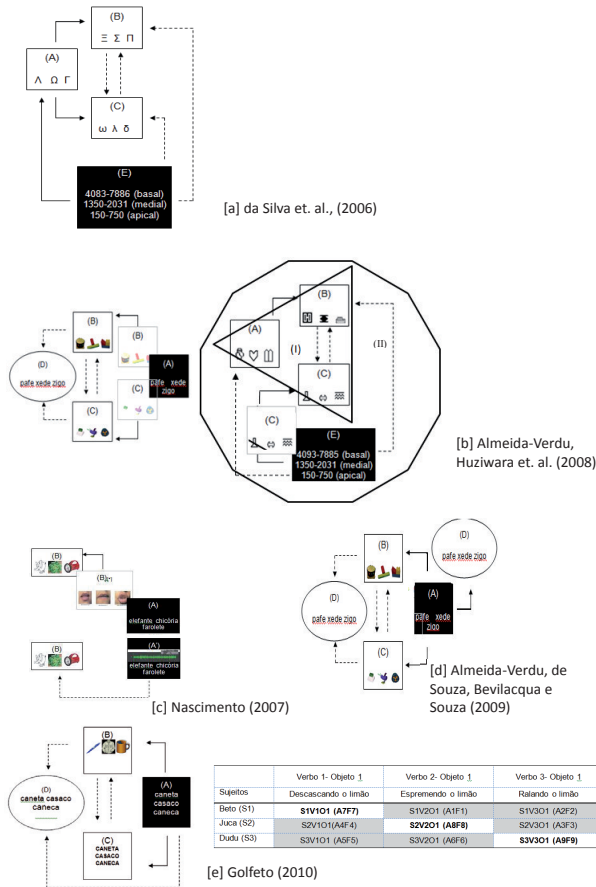 (B)
Ξ Σ Π
(A)
Λ Ω Γ
(C)
ω λ δ
(E)
4083-7886 (basal)
1350-2031 (medial)
150-750 (apical)
[a] da Silva et. al., (2006)
(B)
(D)
pafe xede zigo
(B)
(A)
pafe xede
zigo
(C)
(C)
(B)
(A)
(I)
(II)
(C)
(C)
(E)
4093-7885 (basal)
1350-2031 (medial)
150-750 (apical)
[b] Almeida-Verdu,
Huziwara et. al. (2008)
(B)
(B)
(A)
elefante chicória
farolete
(B)
(A')
elefante chicória
farolete
[c] Nascimento (2007)
(D)
pafe xede zigo
(B)
(D)
pafe xede zigo
(A)
pafe xede
zigo
(C)
[d] Almeida-Verdu, de
Souza, Bevilacqua e
Souza (2009)
(B)
(D)
caneta casaco
caneca
(A)
caneta casaco
caneca
(C)
CANETA
CASACO
CANECA
[e] Golfeto (2010)
Verbo 1- Objeto 1 Verbo 2- Objeto 1 Verbo 3- Objeto 1
Sujeitos Descascando o limão Espremendo o limão Ralando o limão
Beto (S1) S1V1O1 (A7F7) S1V2O1 (A1F1) S1V3O1 (A2F2)
Juca (S2) S2V1O1(A4F4) S2V2O1 (A8F8) S2V3O1 (A3F3)
Dudu (S3) S3V1O1 (A5F5) S3V2O1 (A6F6) S3V3O1 (A9F9)